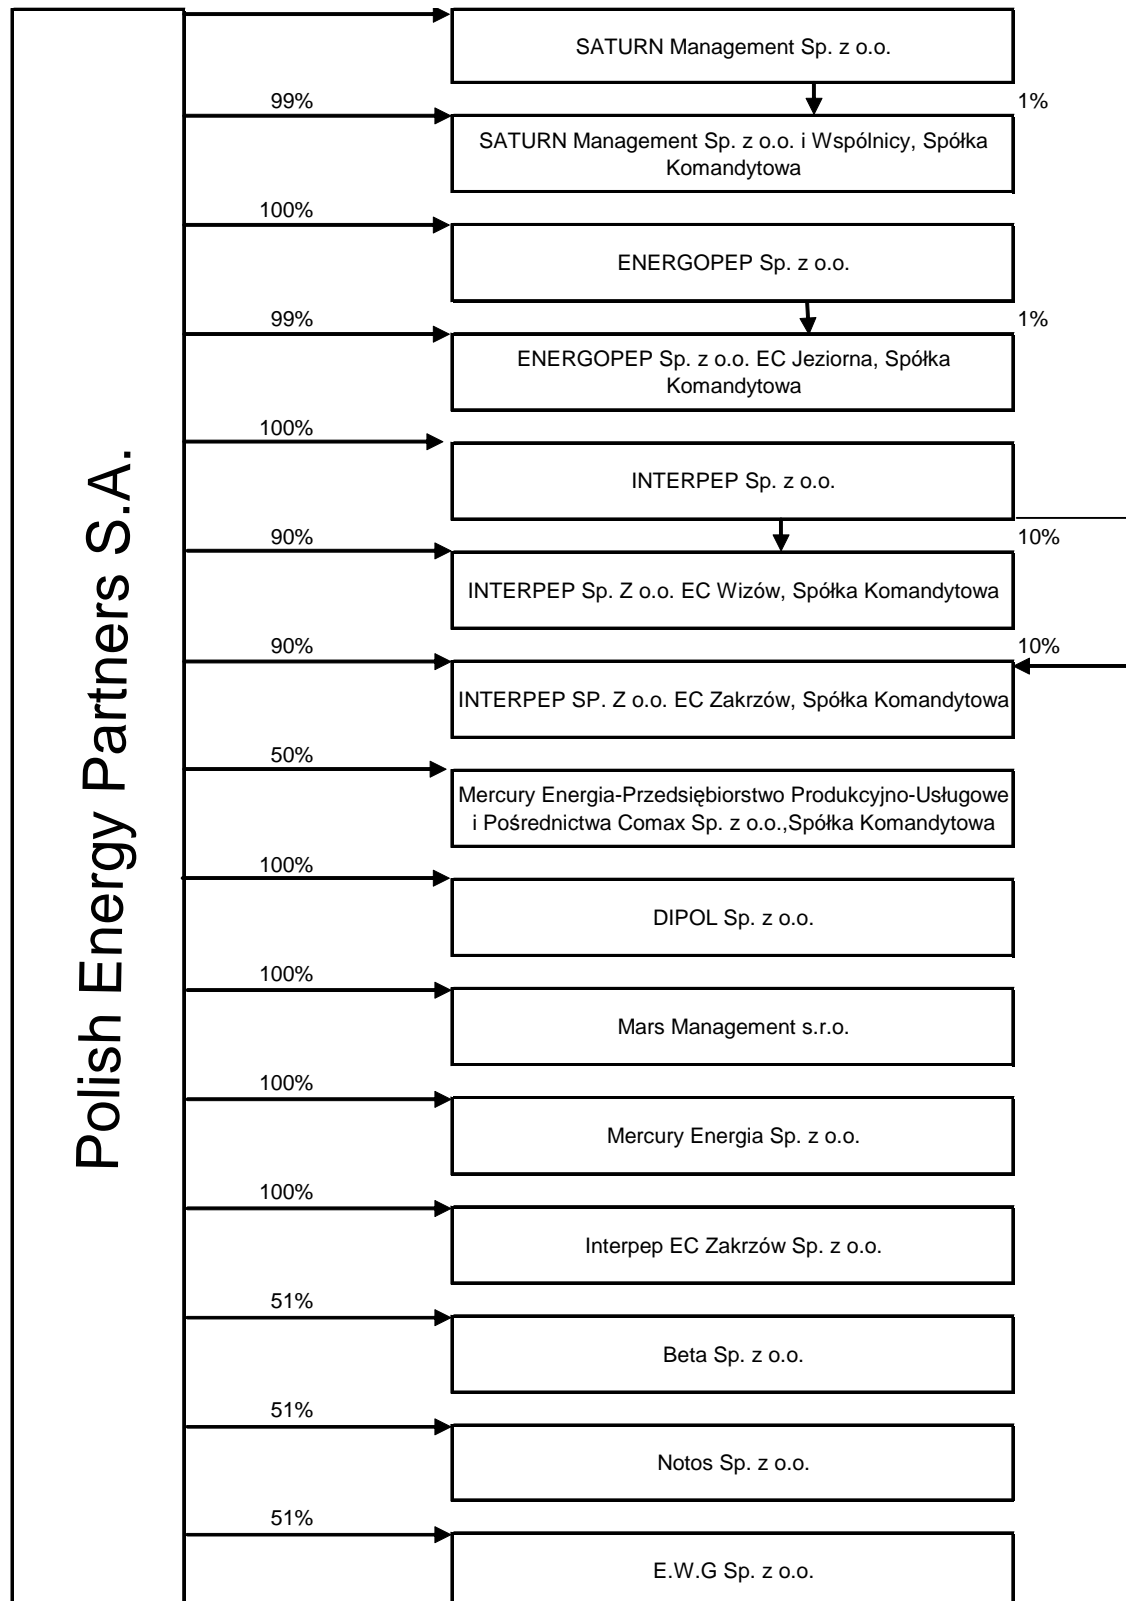 Polish Energy Partners S.A.
SATURN Management Sp. z o.o.
99%
1%
SATURN Management Sp. z o.o. i Wspólnicy, Spółka
Komandytowa
100%
ENERGOPEP Sp. z o.o.
99%
1%
ENERGOPEP Sp. z o.o. EC Jeziorna, Spółka
Komandytowa
100%
INTERPEP Sp. z o.o.
90%
10%
INTERPEP Sp. Z o.o. EC Wizów, Spółka Komandytowa
90%
10%
INTERPEP SP. Z o.o. EC Zakrzów, Spółka Komandytowa
50%
Mercury Energia-Przedsiębiorstwo Produkcyjno-Usługowe
i Pośrednictwa Comax Sp. z o.o.,Spółka Komandytowa
100%
DIPOL Sp. z o.o.
100%
Mars Management s.r.o.
100%
Mercury Energia Sp. z o.o.
100%
Interpep EC Zakrzów Sp. z o.o.
51%
Beta Sp. z o.o.
51%
Notos Sp. z o.o.
51%
E.W.G Sp. z o.o.